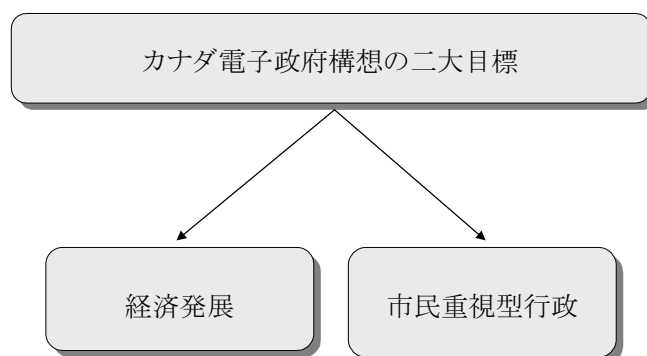 カナダ電子政府構想の二大目標
経済発展
市民重視型行政